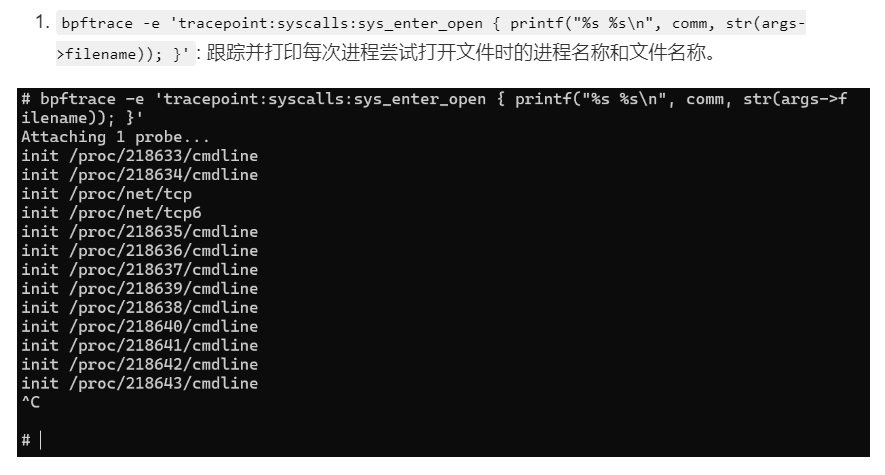 1. bpftrace -e 'tracepoint:syscalls:sys_enter_open { printf("%s %s\n", comm, str(args-
>filename)); }' : 跟踪并打印每次进程尝试打开文件时的进程名称和文件名称。
# bpftrace -e 'tracepoint:syscalls:sys_enter_open { printf("%s %s\n", comm, str(args->f
ilename)); }'
Attaching 1 probe...
init /proc/218633/cmdline
init /proc/218634/cmdline
init /proc/net/tcp
init /proc/net/tcp6
init /proc/218635/cmdline
init /proc/218636/cmdline
init /proc/218637/cmdline
init /proc/218639/cmdline
init /proc/218638/cmdline
init /proc/218640/cmdline
init /proc/218641/cmdline
init /proc/218642/cmdline
init /proc/218643/cmdline
^C
#